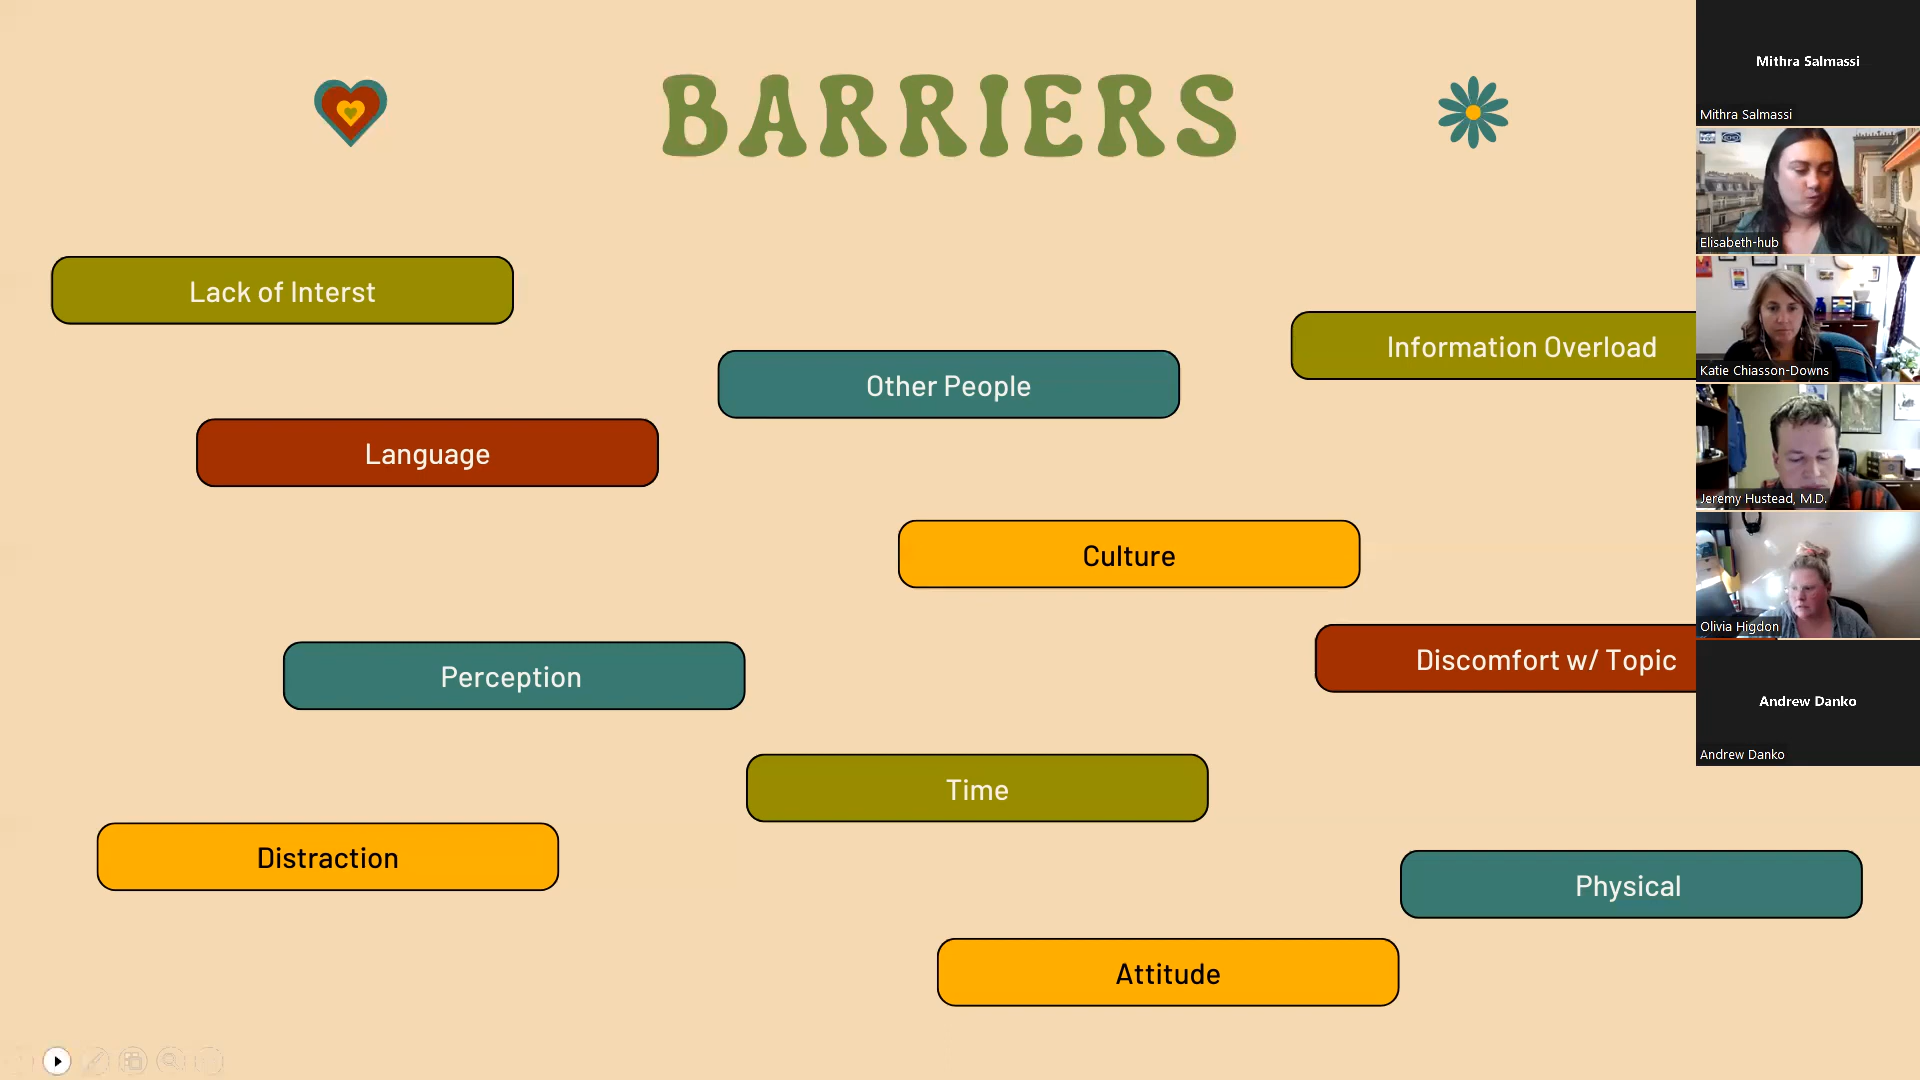 BARRIERS
Lack of Interst
Information Overload
Other People
Language
Culture
Discomfort w/ Topic
Perception
Time
Distraction
Physical
Attitude
Mithra Salmassi
Mithra Salmassi
Elisabeth-hub
Katie Chiasson-Downs
Jeremy Hustead, M.D.
Olivia Higdon
Andrew Danko
Andrew Danko